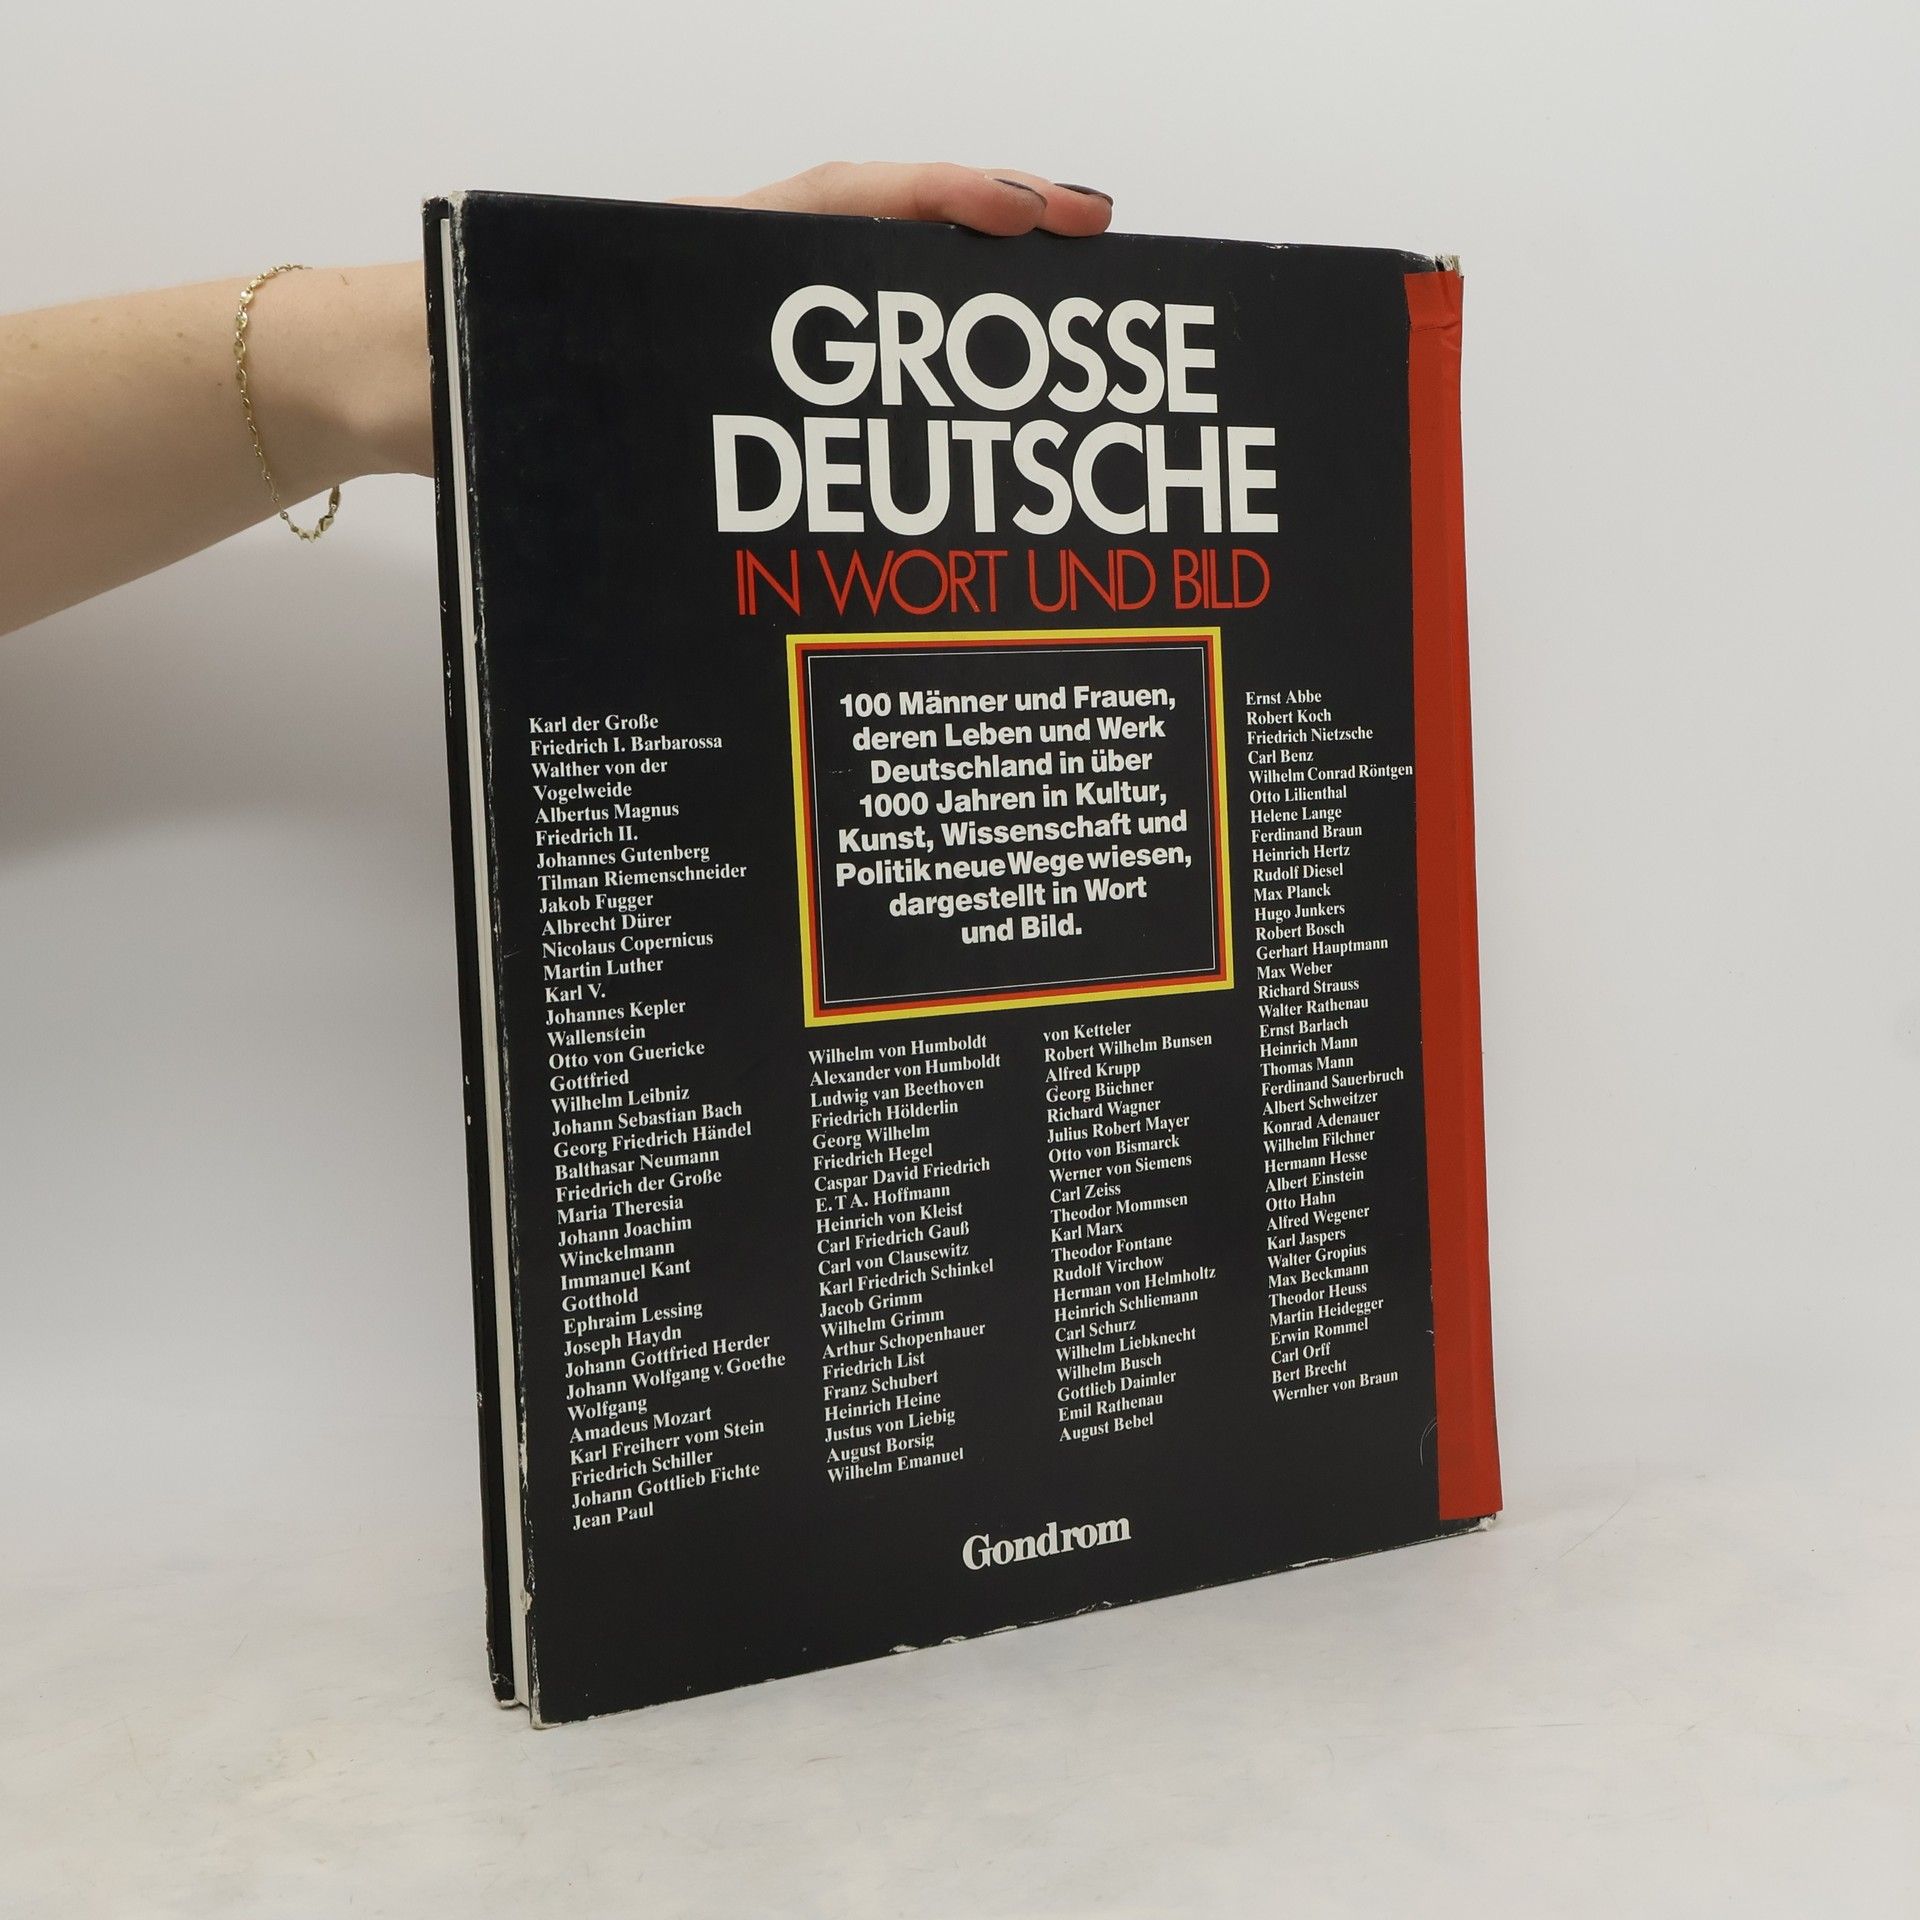 GROSSE
DEUTSCHE
IN WORT UND BILD
100 Männer und Frauen,
deren Leben und Werk
Deutschland in über
1000 Jahren in Kultur,
Kunst, Wissenschaft und
Politik neue Wege wiesen,
dargestellt in Wort
und Bild.
Karl der Große
Friedrich I. Barbarossa
Walther von der
Vogelweide
Albertus Magnus
Friedrich II.
Johannes Gutenberg
Tilman Riemenschneider
Jakob Fugger
Albrecht Dürer
Nicolaus Copernicus
Martin Luther
Karl V.
Johannes Kepler
Wallenstein
Otto von Guericke
Gottfried
Wilhelm Leibniz
Johann Sebastian Bach
Georg Friedrich Händel
Balthasar Neumann
Friedrich der Große
Maria Theresia
Johann Joachim
Winckelmann
Immanuel Kant
Gotthold
Ephraim Lessing
Joseph Haydn
Johann Gottfried Herder
Johann Wolfgang v. Goethe
Wolfgang
Amadeus Mozart
Karl Freiherr vom Stein
Friedrich Schiller
Johann Gottlieb Fichte
Jean Paul
Wilhelm von Humboldt
Alexander von Humboldt
Ludwig van Beethoven
Friedrich Hölderlin
Georg Wilhelm
Friedrich Hegel
Caspar David Friedrich
E. T A. Hoffmann
Heinrich von Kleist
Carl Friedrich Gauß
Carl von Clausewitz
Karl Friedrich Schinkel
Jacob Grimm
Wilhelm Grimm
Arthur Schopenhauer
Friedrich List
Franz Schubert
Heinrich Heine
Justus von Liebig
August Borsig
Wilhelm Emanuel
von Ketteler
Robert Wilhelm Bunsen
Alfred Krupp
Georg Büchner
Richard Wagner
Julius Robert Mayer
Otto von Bismarck
Werner von Siemens
Carl Zeiss
Theodor Mommsen
Karl Marx
Theodor Fontane
Rudolf Virchow
Herman von Helmholtz
Heinrich Schliemann
Carl Schurz
Wilhelm Liebknecht
Wilhelm Busch
Gottlieb Daimler
Emil Rathenau
August Bebel
Ernst Abbe
Robert Koch
Friedrich Nietzsche
Carl Benz
Wilhelm Conrad Röntgen
Otto Lilienthal
Helene Lange
Ferdinand Braun
Heinrich Hertz
Rudolf Diesel
Max Planck
Hugo Junkers
Robert Bosch
Gerhart Hauptmann
Max Weber
Richard Strauss
Walter Rathenau
Ernst Barlach
Heinrich Mann
Thomas Mann
Ferdinand Sauerbruch
Albert Schweitzer
Konrad Adenauer
Wilhelm Filchner
Hermann Hesse
Albert Einstein
Otto Hahn
Alfred Wegener
Karl Jaspers
Walter Gropius
Max Beckmann
Theodor Heuss
Martin Heidegger
Erwin Rommel
Carl Orff
Bert Brecht
Wernher von Braun
Gondrom